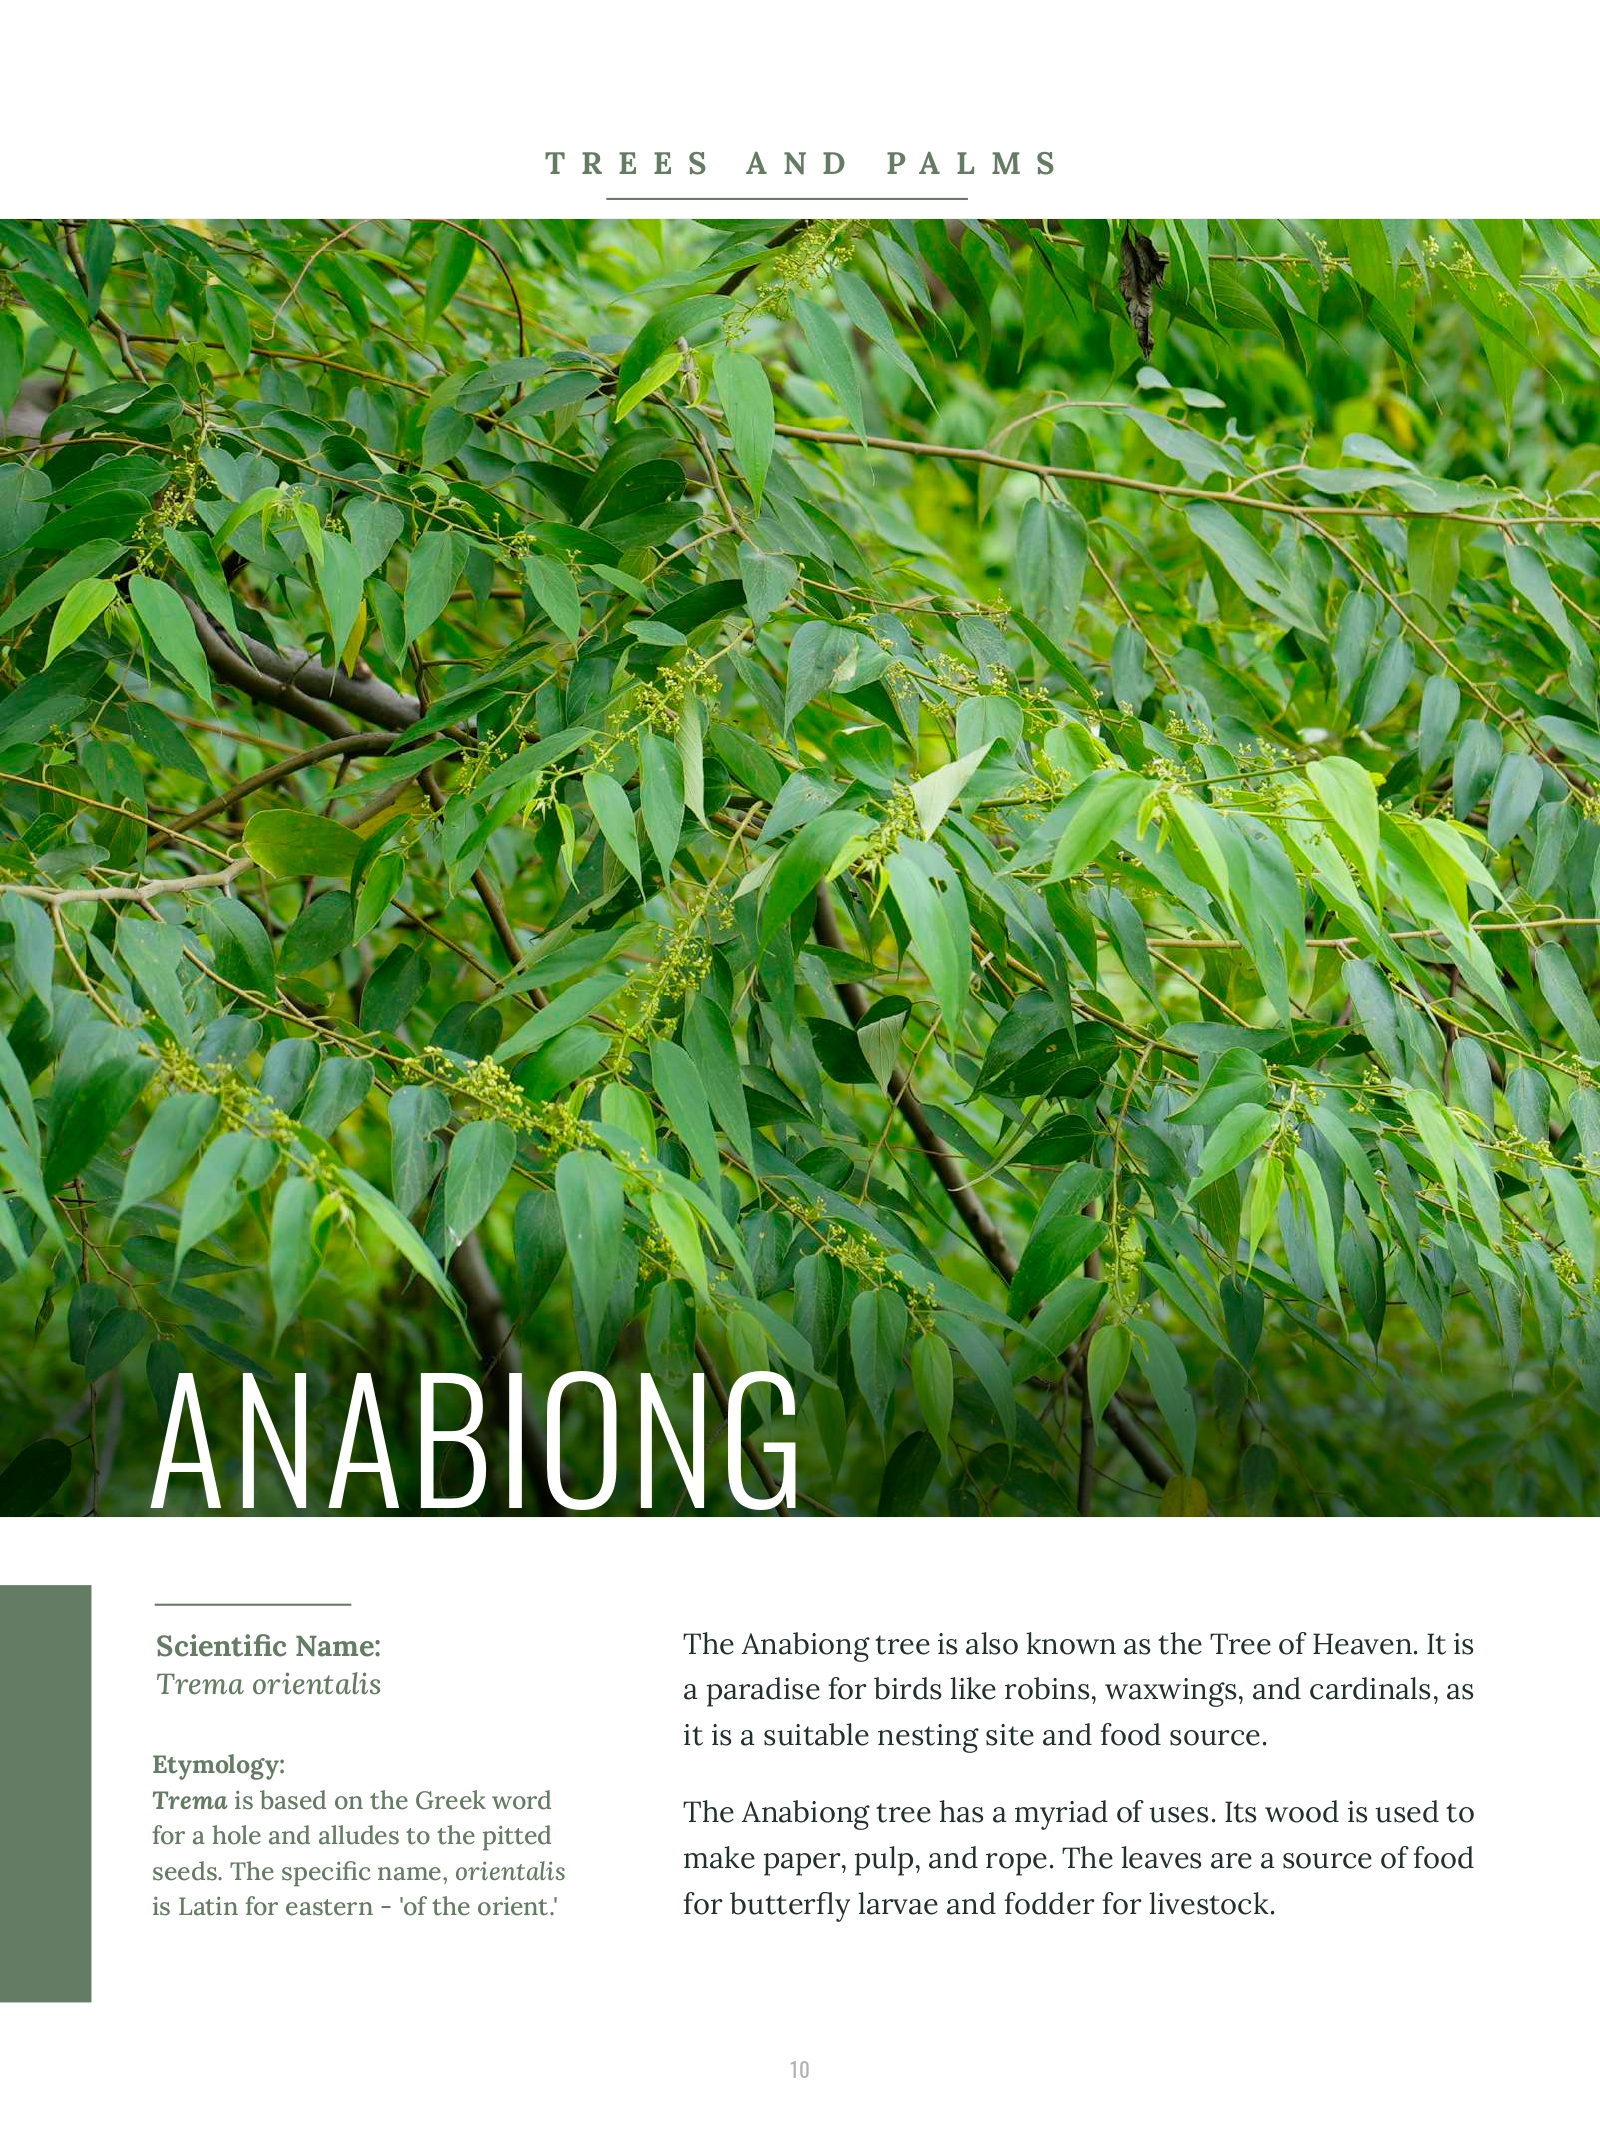 TREES AND PALMS
ANABIONG
Scientific Name:
Trema orientalis
Etymology:
Trema is based on the Greek word
for a hole and alludes to the pitted
seeds. The specific name, orientalis
is Latin for eastern - 'of the orient.'
The Anabiong tree is also known as the Tree of Heaven. It is
a paradise for birds like robins, waxwings, and cardinals, as
it is a suitable nesting site and food source.
The Anabiong tree has a myriad of uses. Its wood is used to
make paper, pulp, and rope. The leaves are a source of food
for butterfly larvae and fodder for livestock.
10